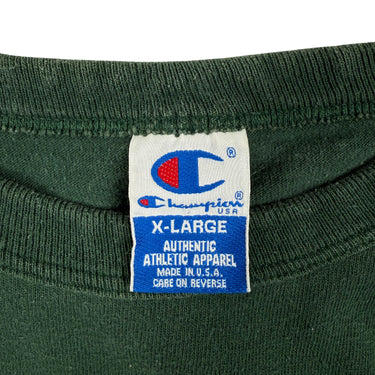 ®
Champion®
USA
X-LARGE
AUTHENTIC
ATHLETIC APPAREL
MADE IN U.S.A.
CARE ON REVERSE